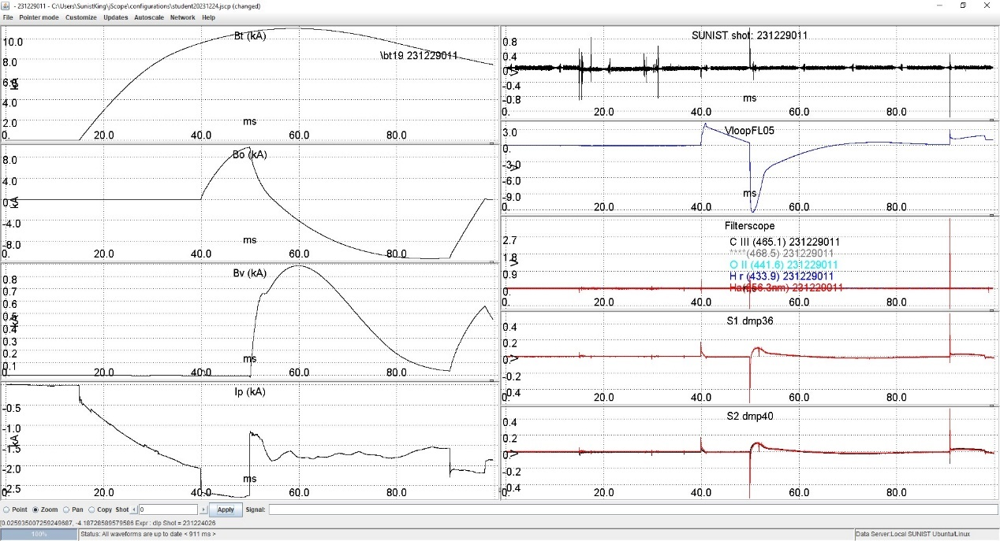 - 231229011 - C:\Users\SunistKing\jScope\configurations\student20231224.jscp (changed)
File Pointer mode Customize Updates Autoscale Network Help
Bt (kA)
\bt19 231229011
10.0
8.0
4.0
2.0
kA
ms
0. 20.0 40.0 60.0 80.0
Bo (kA)
8.0
4.0
0.
-4.0
-8.0
kA
ms
0. 20.0 40.0 60.0 80.0
Bv (kA)
0.8
0.7
0.6
0.4
0.3
0.2
0.1
kA
ms
20.0 40.0 60.0 80.0
Ip (kA)
-0.5
-1.0
-1.5
-2.5
kA
ms
20.0 40.0 60.0 80.0
SUNIST shot: 231229011
0.8
0.4
-0.4
-0.8
V
ms
0. 20.0 40.0 60.0 80.0
VloopFL05
3.0
0.
-3.0
-6.0
-9.0
V
ms
0. 20.0 40.0 60.0 80.0
Filterscope
C III (465.1) 231229011
****(468.5) 231229011
O II (441.6) 231229011
H r (433.9) 231229011
Ha(656.3nm) 231229011
2.7
1.8
0.9
0.
V
0. 20.0 40.0 60.0 80.0
S1 dmp36
0.4
0.2
-0.2
-0.4
V
0. 20.0 40.0 60.0 80.0
S2 dmp40
0.4
0.2
-0.2
-0.4
V
0. 20.0 40.0 60.0 80.0
Point Zoom Pan Copy Shot 0 Apply Signal:
[0.025935007259249687, -4.18728589579586 Expr : dlp Shot = 231224026
100% Status: All waveforms are up to date < 911 ms > Data Server:Local SUNIST Ubuntu/Linux